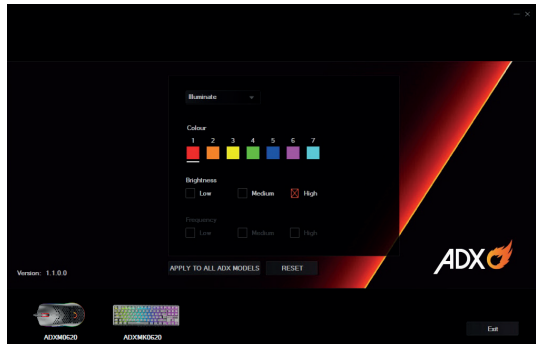 Illuminate
Colour
1 2 3 4 5 6 7
Brightness
Low Medium High
Frequency
Low Medium High
APPLY TO ALL ADX MODELS RESET
ADX
Version: 1.1.0.0
ADXM0620 ADXMK0620
Exit